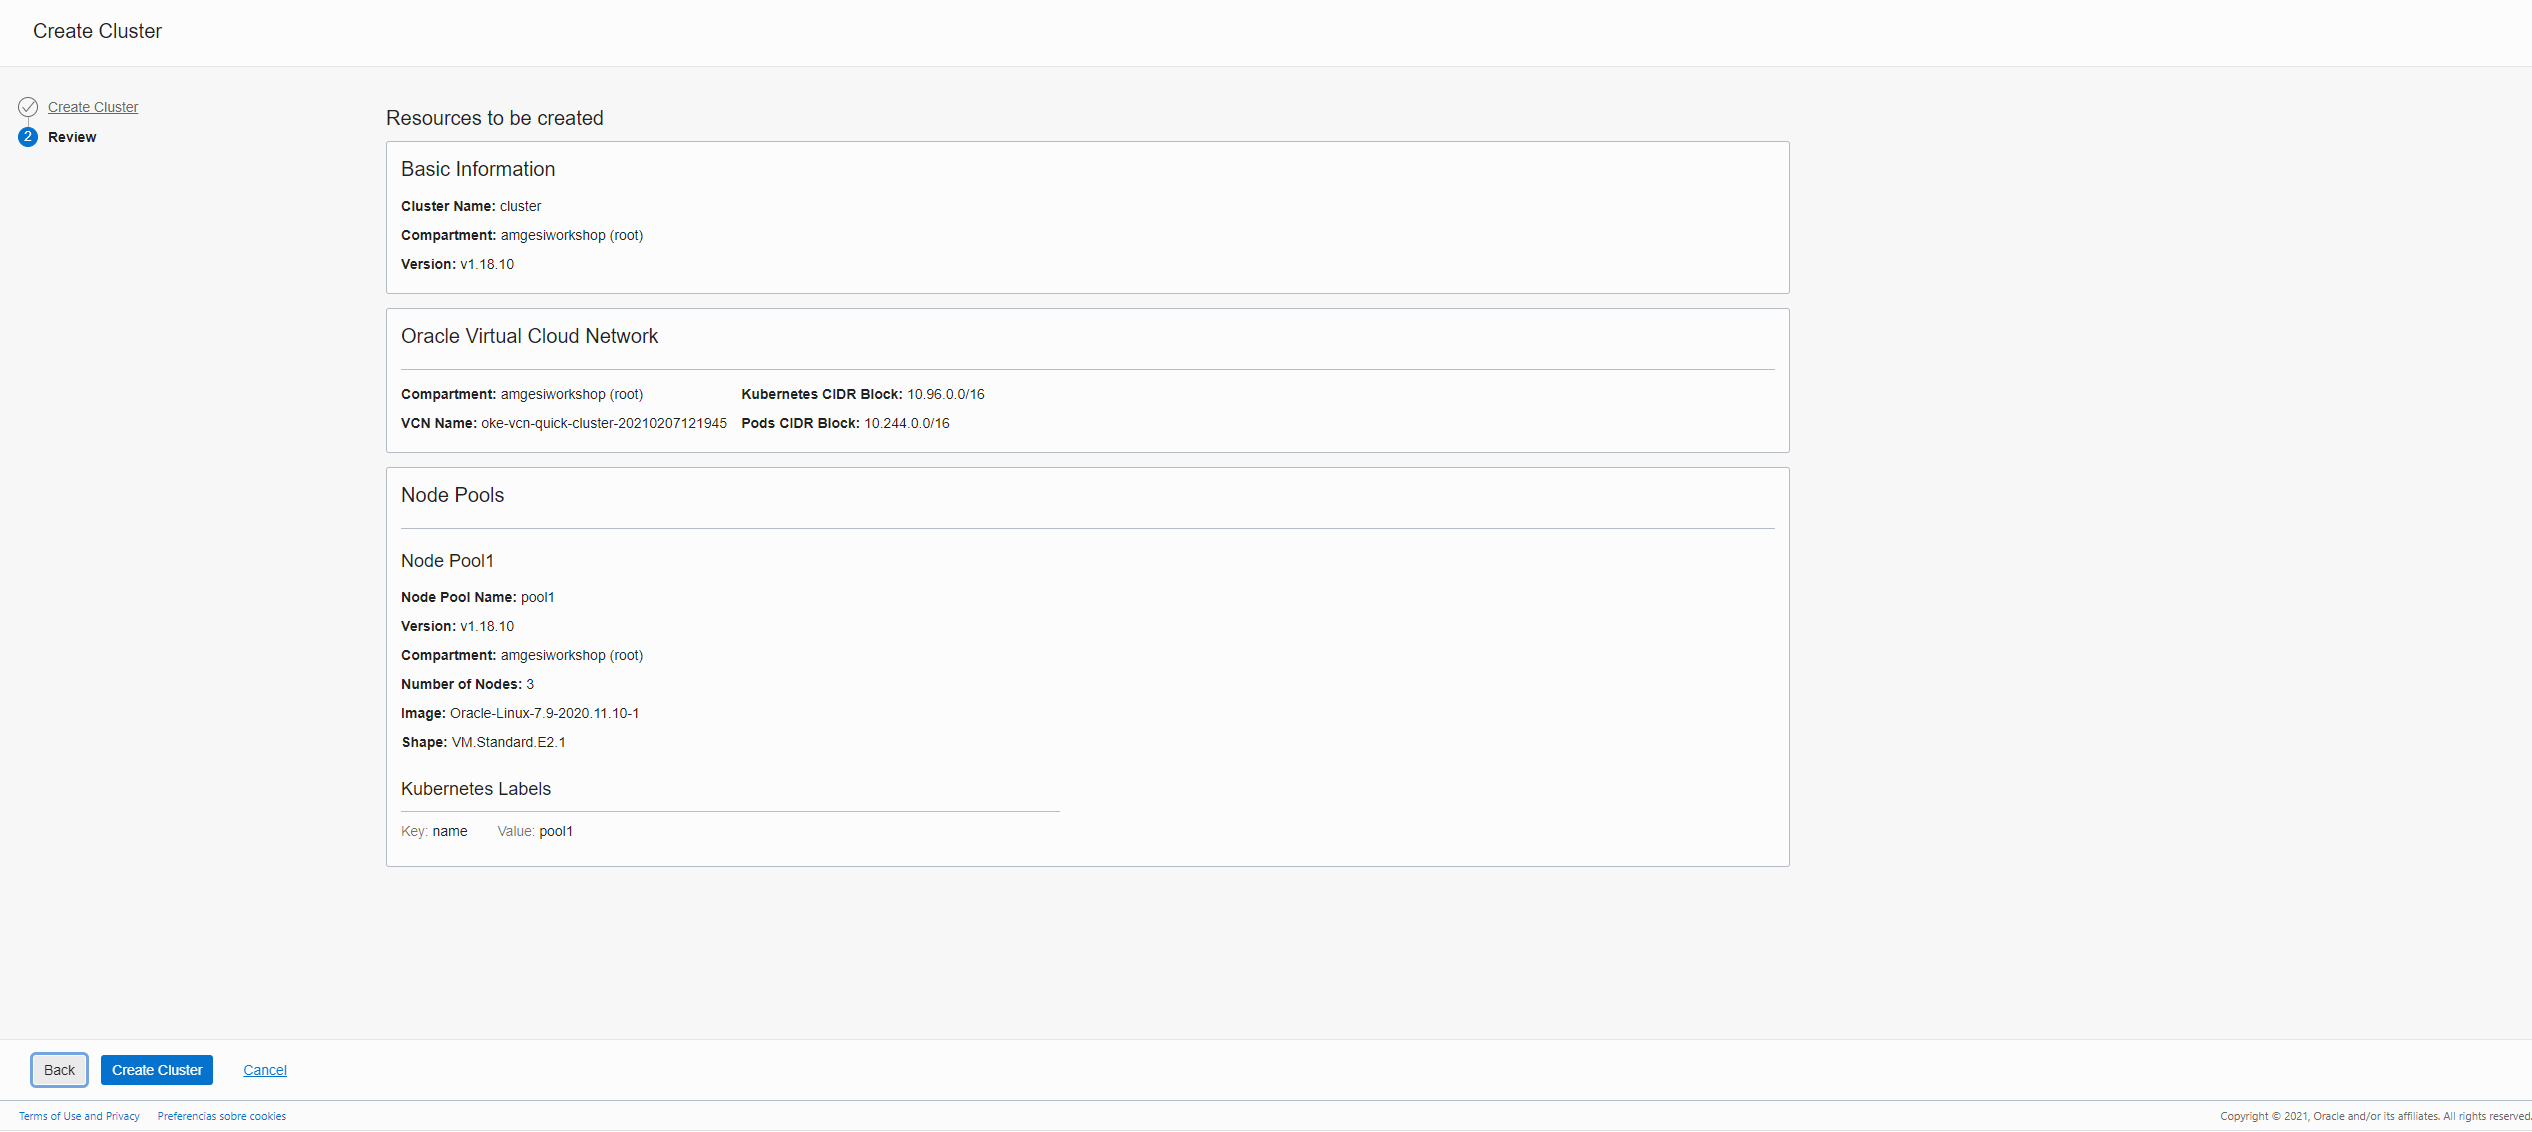 Create Cluster
Create Cluster
2 Review
Resources to be created
Basic Information
Cluster Name: cluster
Compartment: amgesiworkshop (root)
Version: v1.18.10
Oracle Virtual Cloud Network
Compartment: amgesiworkshop (root) Kubernetes CIDR Block: 10.96.0.0/16
VCN Name: oke-vcn-quick-cluster-20210207121945 Pods CIDR Block: 10.244.0.0/16
Node Pools
Node Pool1
Node Pool Name: pool1
Version: v1.18.10
Compartment: amgesiworkshop (root)
Number of Nodes: 3
Image: Oracle-Linux-7.9-2020.11.10-1
Shape: VM.Standard.E2.1
Kubernetes Labels
Key: name Value: pool1
Back Create Cluster Cancel
Terms of Use and Privacy Preferencias sobre cookies Copyright © 2021, Oracle and/or its affiliates. All rights reserved.